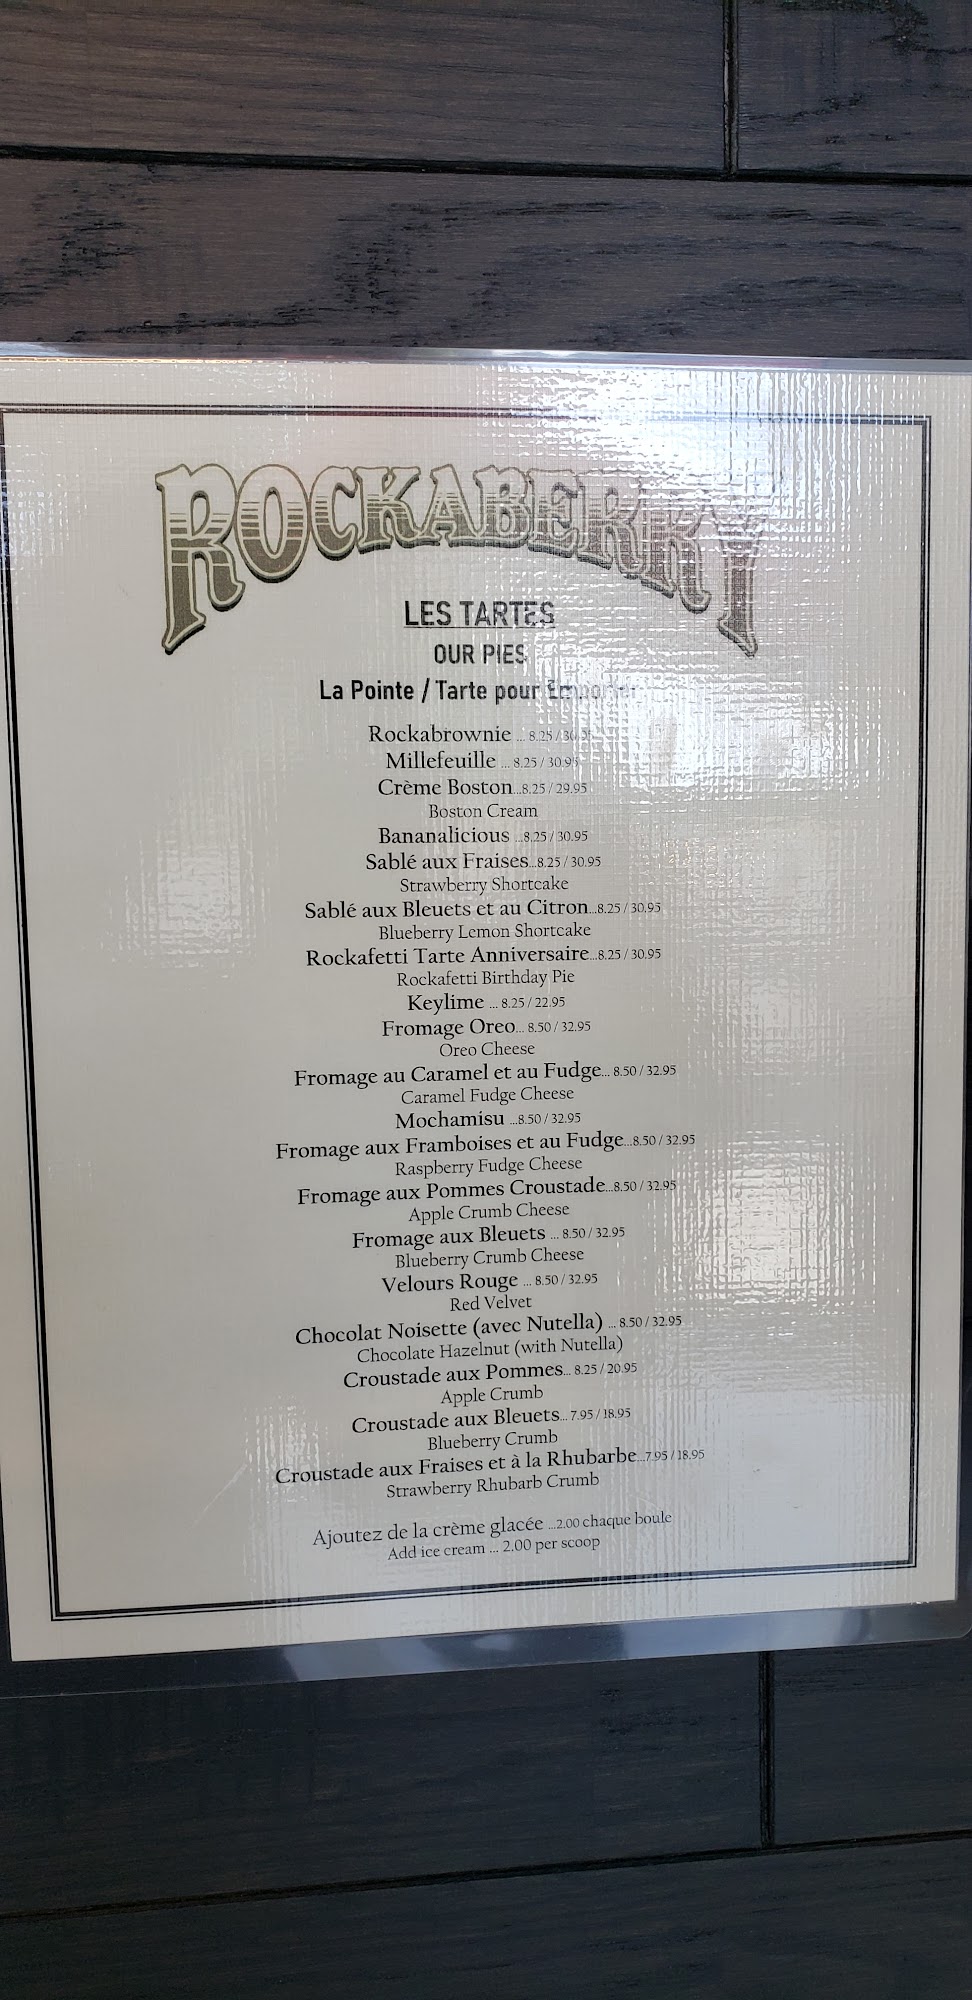 ROCKABERRY
LES TARTES
OUR PIES
La Pointe / Tarte pour Emporter
Rockabrownie ... 8.25 / 30.95
Millefeuille ... 8.25 / 30.95
Crème Boston...8.25 / 29.95
Boston Cream
Bananalicious ...8.25 / 30.95
Sablé aux Fraises...8.25 / 30.95
Strawberry Shortcake
Sablé aux Bleuets et au Citron...8.25 / 30.95
Blueberry Lemon Shortcake
Rockafetti Tarte Anniversaire...8.25 / 30.95
Rockafetti Birthday Pie
Keylime ... 8.25 / 22.95
Fromage Oreo... 8.50 / 32.95
Oreo Cheese
Fromage au Caramel et au Fudge... 8.50 / 32.95
Caramel Fudge Cheese
Mochamisu ...8.50 / 32.95
Fromage aux Framboises et au Fudge...8.50 / 32.95
Raspberry Fudge Cheese
Fromage aux Pommes Croustade...8.50 / 32.95
Apple Crumb Cheese
Fromage aux Bleuets ... 8.50 / 32.95
Blueberry Crumb Cheese
Velours Rouge ... 8.50 / 32.95
Red Velvet
Chocolat Noisette (avec Nutella) ... 8.50 / 32.95
Chocolate Hazelnut (with Nutella)
Croustade aux Pommes... 8.25 / 20.95
Apple Crumb
Croustade aux Bleuets... 7.95 / 18.95
Blueberry Crumb
Croustade aux Fraises et à la Rhubarbe...7.95 / 18.95
Strawberry Rhubarb Crumb
Ajoutez de la crème glacée ...2.00 chaque boule
Add ice cream ... 2.00 per scoop